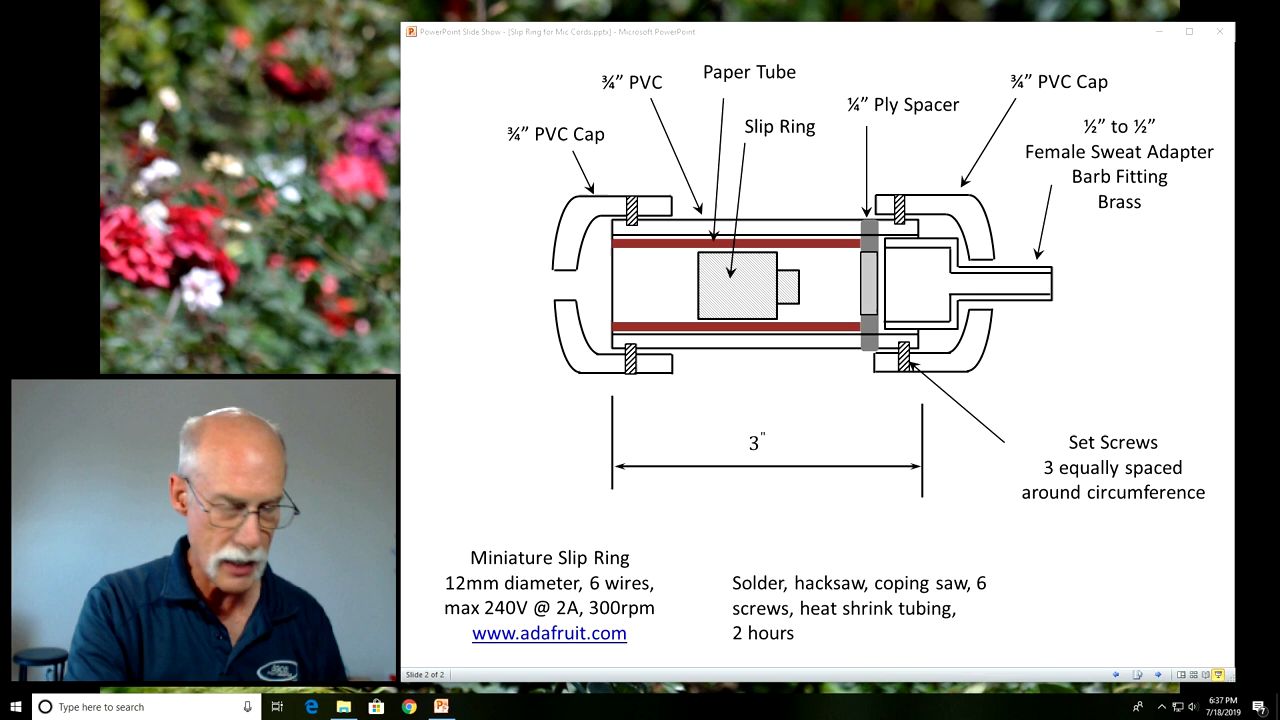 PowerPoint Slide Show - [Slip Ring for Mic Cords.pptx] - Microsoft PowerPoint
Paper Tube
¾” PVC
¾” PVC Cap
¼” Ply Spacer
Slip Ring
¾” PVC Cap
½” to ½”
Female Sweat Adapter
Barb Fitting
Brass
3"
Set Screws
3 equally spaced
around circumference
Miniature Slip Ring
12mm diameter, 6 wires,
max 240V @ 2A, 300rpm
www.adafruit.com
Solder, hacksaw, coping saw, 6
screws, heat shrink tubing,
2 hours
Slide 2 of 2
Type here to search
6:37 PM
7/18/2019